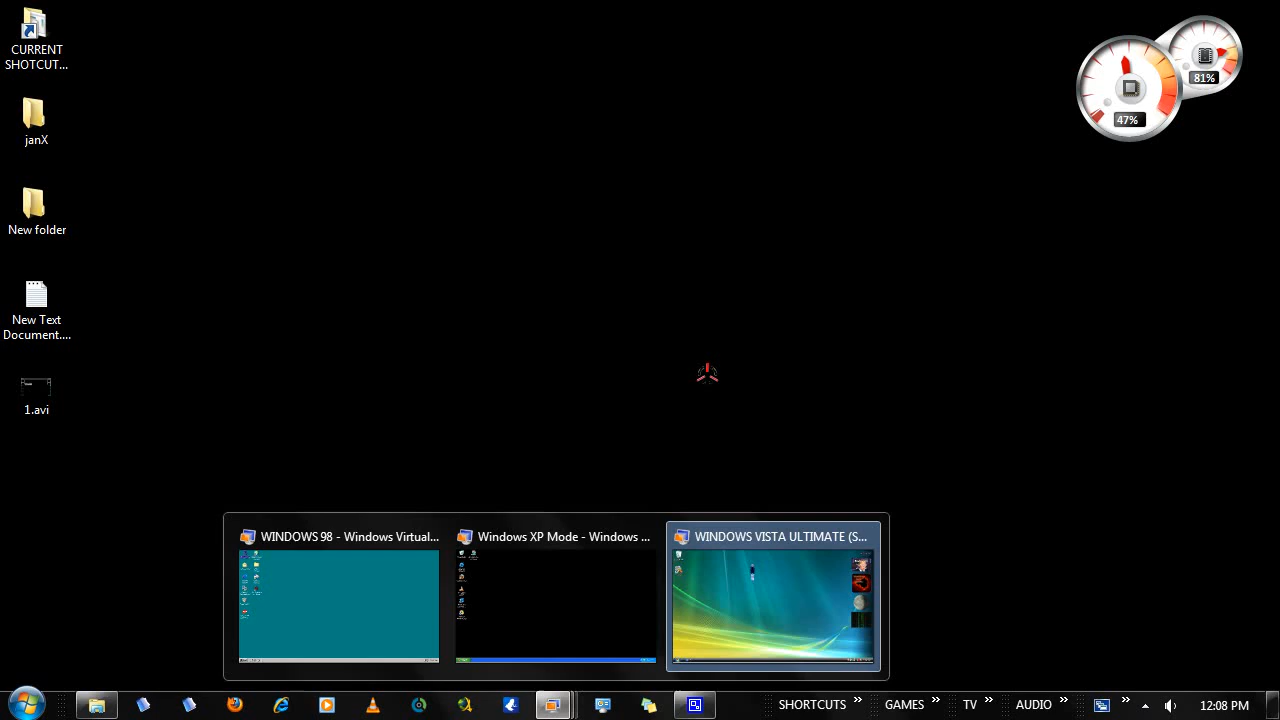 CURRENT
SHOTCUT...
janX
New folder
New Text
Document....
1.avi
81%
47%
WINDOWS 98 - Windows Virtual...
Windows XP Mode - Windows ...
WINDOWS VISTA ULTIMATE (S...
SHORTCUTS
GAMES
TV
AUDIO
12:08 PM